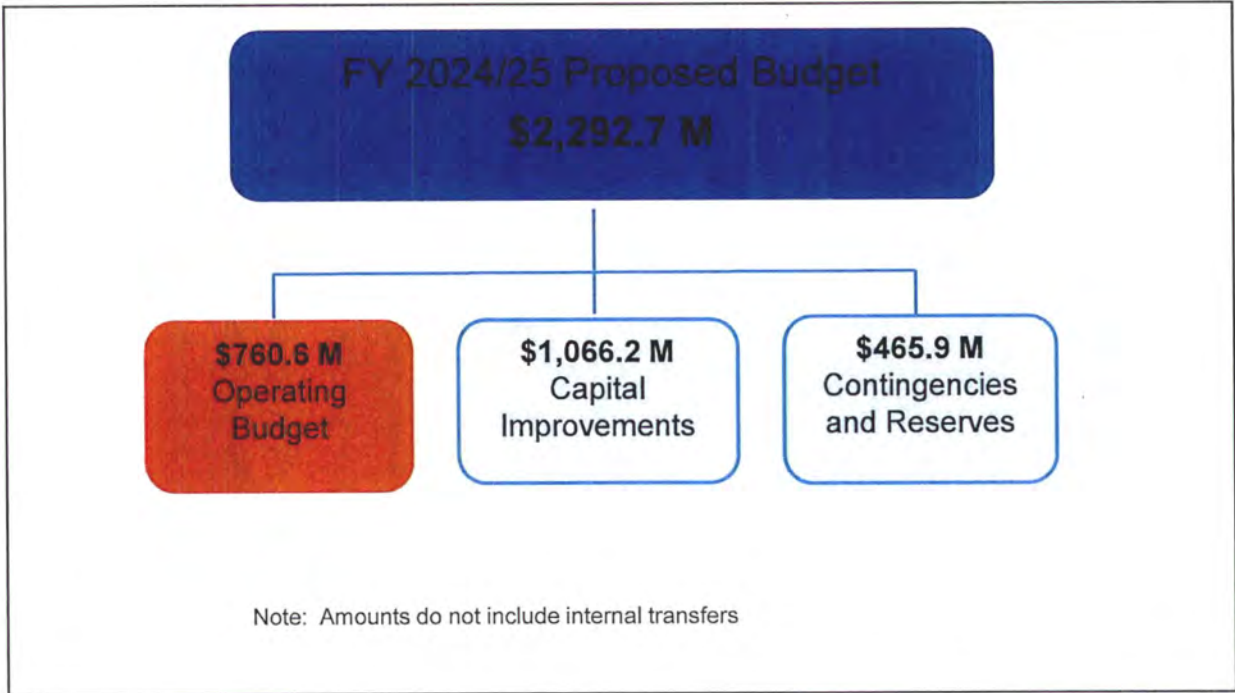 FY 2024/25 Proposed Budget
$2,292.7 M
$760.6 M
Operating
Budget
$1,066.2 M
Capital
Improvements
$465.9 M
Contingencies
and Reserves
Note: Amounts do not include internal transfers